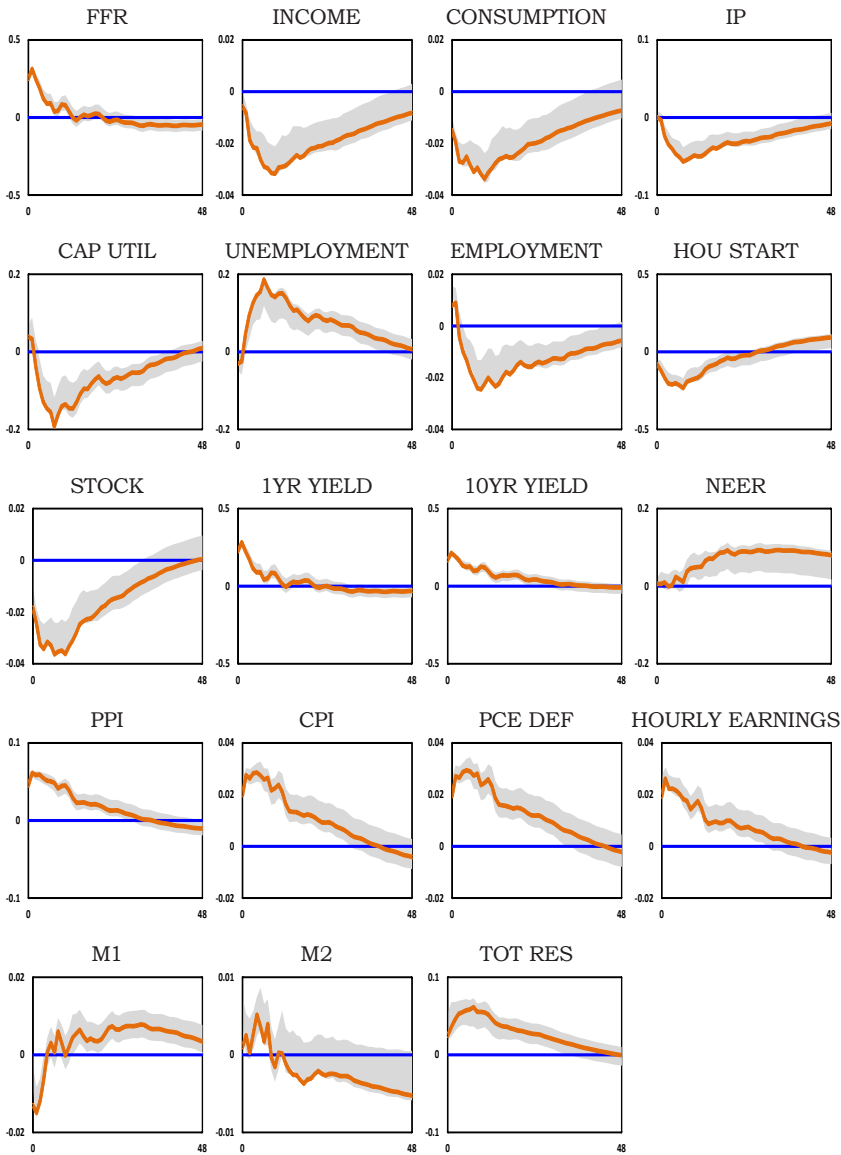 FFR INCOME CONSUMPTION IP
0.5 0.02 0.02 0.1
0 0 0 0
-0.02 -0.02
-0.5 -0.04 -0.04 -0.1
0 48 0 48 0 48 0 48
CAP UTIL UNEMPLOYMENT EMPLOYMENT HOU START
0.2 0.2 0.02 0.5
0 0 0 0
-0.02
-0.2 -0.2 -0.04 -0.5
0 48 0 48 0 48 0 48
STOCK 1YR YIELD 10YR YIELD NEER
0.02 0.5 0.5 0.2
0 0 0 0
-0.02
-0.04 -0.5 -0.5 -0.2
0 48 0 48 0 48 0 48
PPI CPI PCE DEF HOURLY EARNINGS
0.1 0.04 0.04 0.04
0.02 0.02 0.02
0 0 0 0
-0.1 -0.02 -0.02 -0.02
0 48 0 48 0 48 0 48
M1 M2 TOT RES
0.02 0.01 0.1
0 0 0
-0.02 -0.01 -0.1
0 48 0 48 0 48